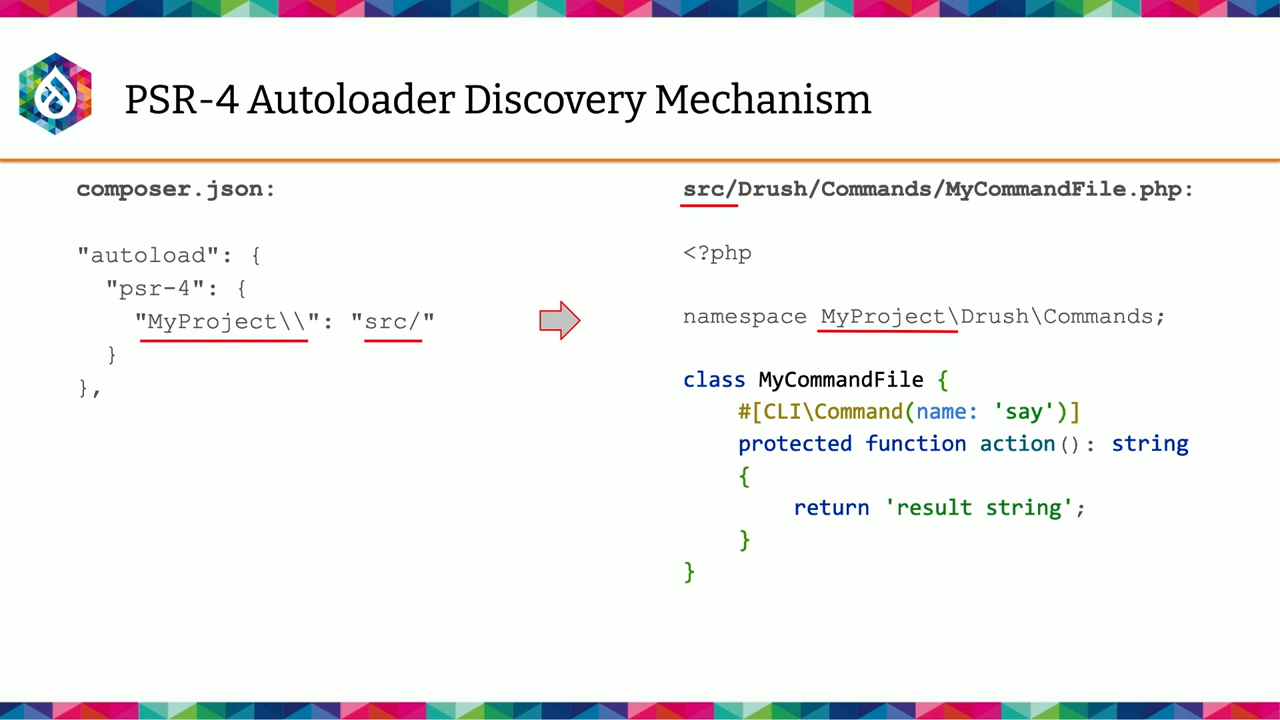 PSR-4 Autoloader Discovery Mechanism
composer.json:
"autoload": {
"psr-4": {
"MyProject\\": "src/"
}
},
src/Drush/Commands/MyCommandFile.php:
<?php
namespace MyProject\Drush\Commands;
class MyCommandFile {
#[CLI\Command(name: 'say')]
protected function action(): string
{
return 'result string';
}
}